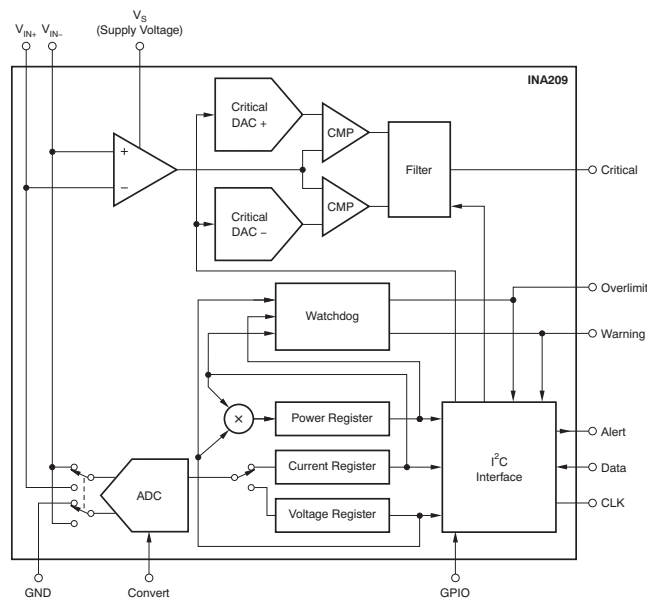 VIN+ VIN−
VS
(Supply Voltage)
INA209
Critical
DAC +
CMP
+
−
Filter
Critical
CMP
Critical
DAC −
Overlimit
Watchdog
Warning
×
Power Register
Alert
I2C
Interface
Current Register
Data
ADC
Voltage Register
CLK
GND
Convert
GPIO